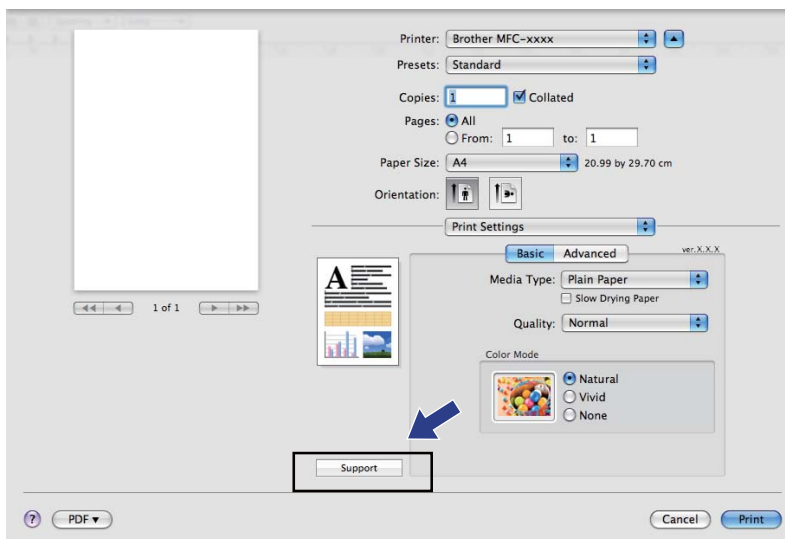 Printer: Brother MFC-xxxx
Presets: Standard
Copies: 1 Collated
Pages: All
From: 1 to: 1
Paper Size: A4 20.99 by 29.70 cm
Orientation:
Print Settings
Basic Advanced ver.X.X.X
Media Type: Plain Paper
Slow Drying Paper
1 of 1
Quality: Normal
Color Mode
Natural
Vivid
None
Support
? PDF Cancel Print